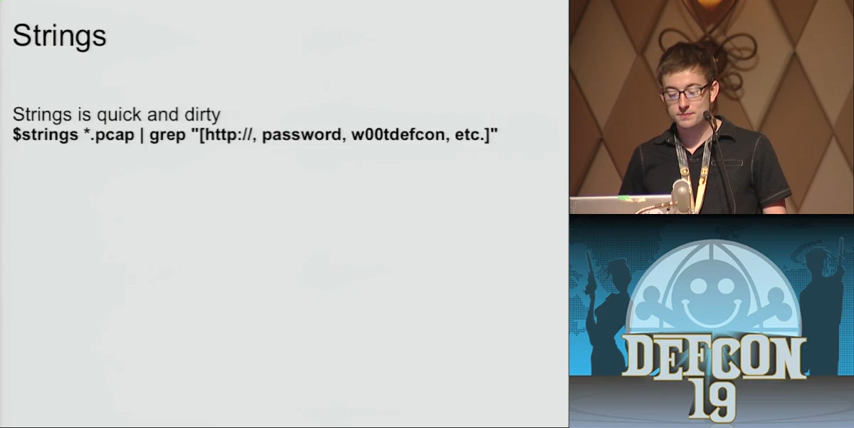 Strings
Strings is quick and dirty
$strings *.pcap | grep "[http://, password, w00tdefcon, etc.]"
DEFCON
19